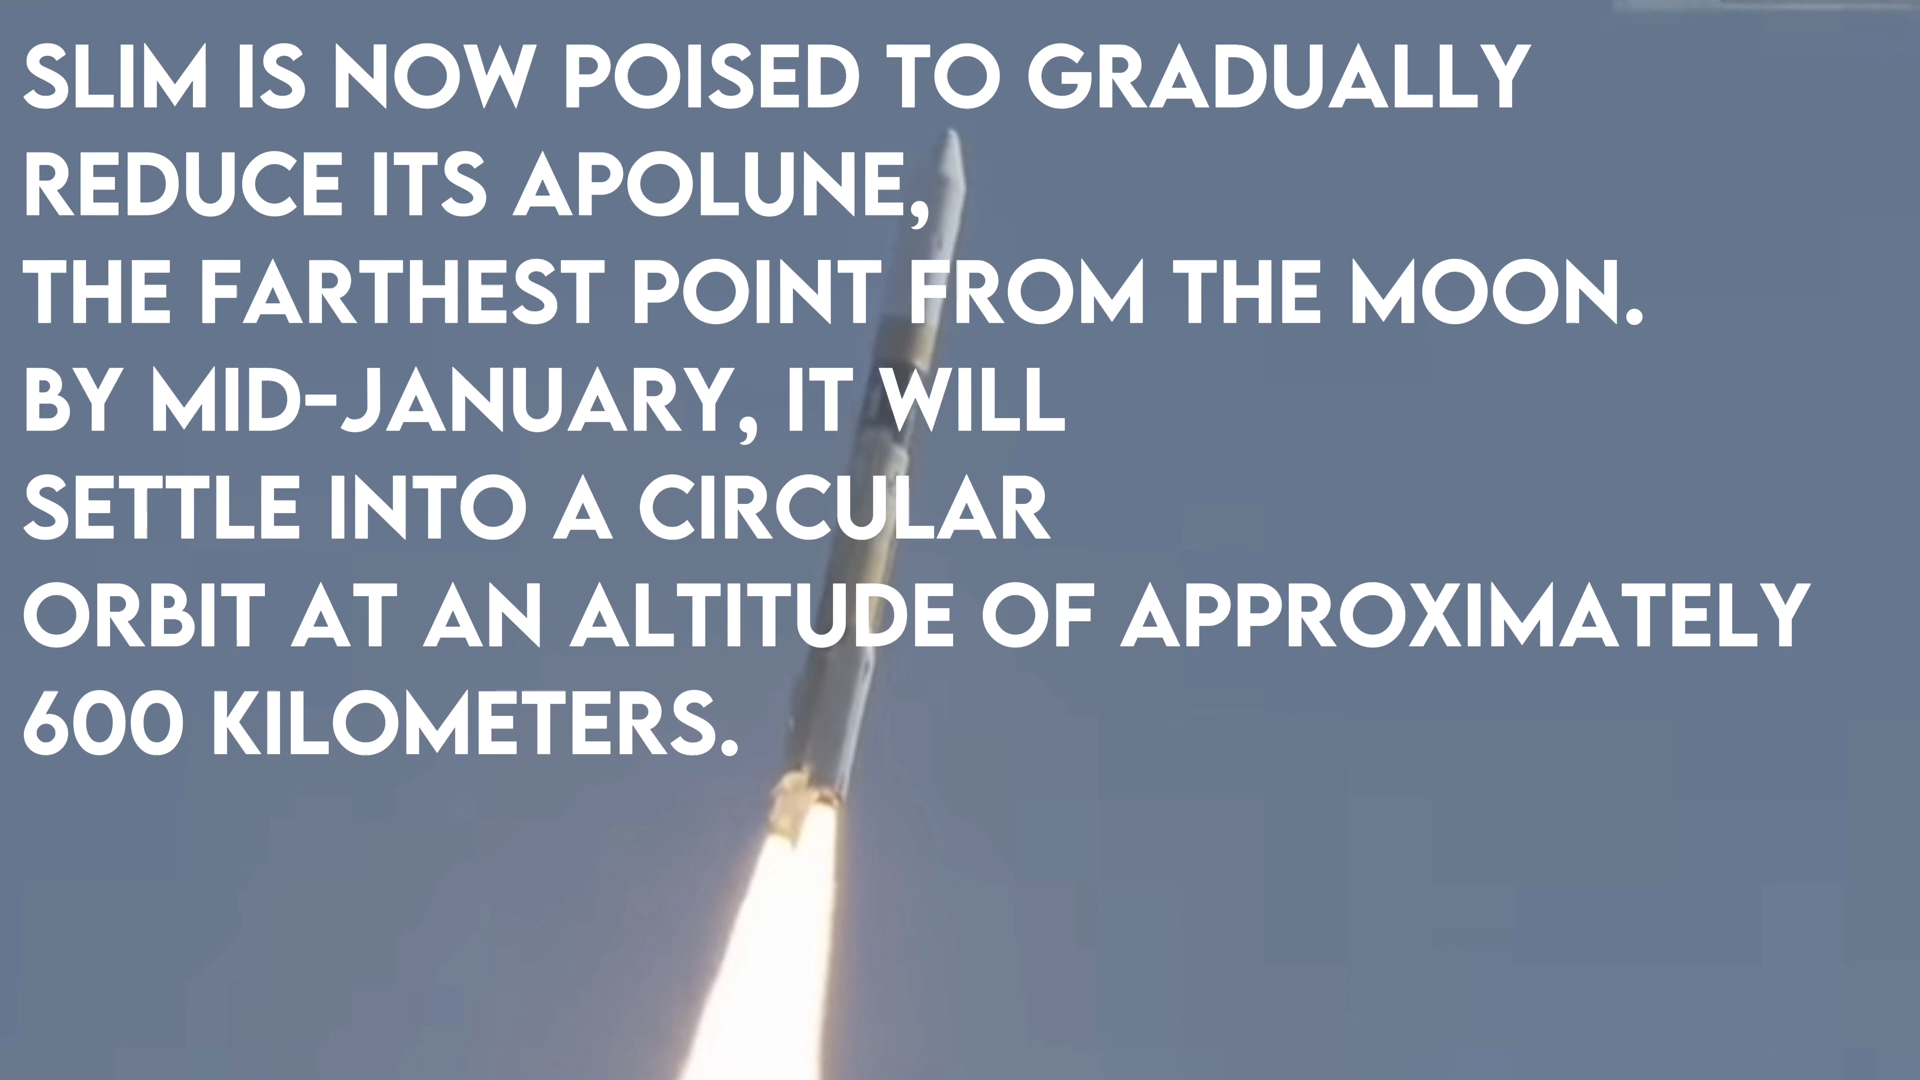 SLIM IS NOW POISED TO GRADUALLY
REDUCE ITS APOLUNE,
THE FARTHEST POINT FROM THE MOON.
BY MID-JANUARY, IT WILL
SETTLE INTO A CIRCULAR
ORBIT AT AN ALTITUDE OF APPROXIMATELY
600 KILOMETERS.